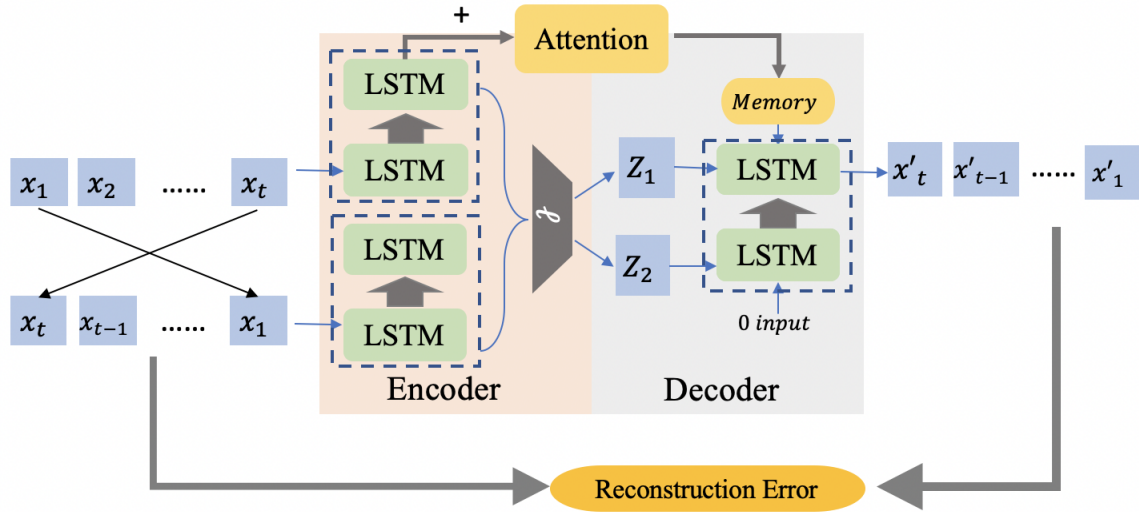 +
Attention
LSTM
Memory
LSTM
x₁ x₂ ...... xₜ
Z₁
LSTM
x′ₜ x′ₜ₋₁ ...... x′₁
LSTM
Z₂
LSTM
xₜ xₜ₋₁ ...... x₁
LSTM
0 input
Encoder
Decoder
Reconstruction Error